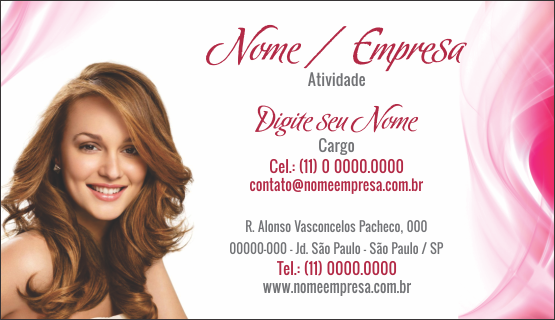 Nome / Empresa
Atividade
Digite seu Nome
Cargo
Cel.: (11) 0 0000.0000
contato@nomeempresa.com.br
R. Alonso Vasconcelos Pacheco, 000
00000-000 - Jd. São Paulo - São Paulo / SP
Tel.: (11) 0000.0000
www.nomeempresa.com.br